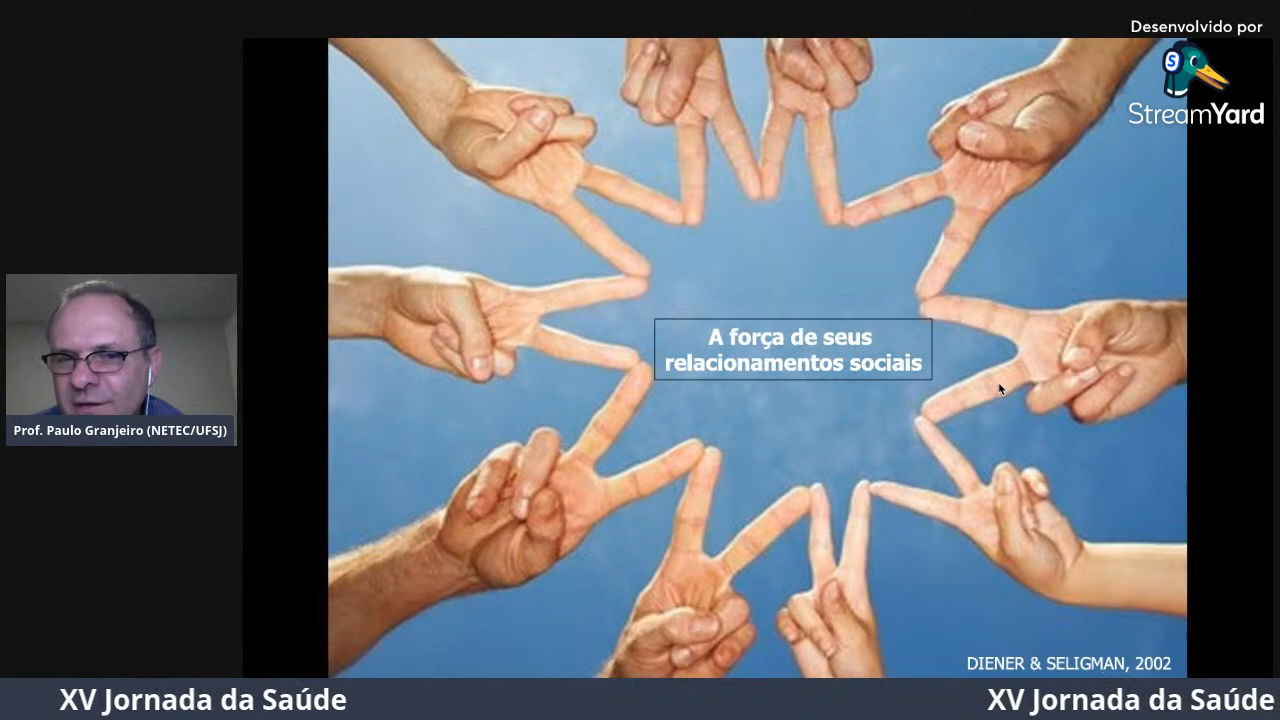 Desenvolvido por
S
StreamYard
A força de seus
relacionamentos sociais
Prof. Paulo Granjeiro (NETEC/UFSJ)
DIENER & SELIGMAN, 2002
XV Jornada da Saúde
XV Jornada da Saúde